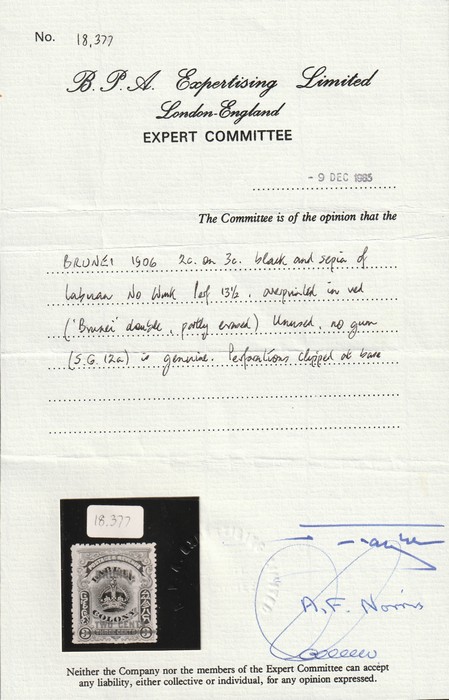 No. 18,377
B.P.A. Expertising Limited
London-England
EXPERT COMMITTEE
- 9 DEC 1985
The Committee is of the opinion that the
BRUNEI 1906 2c. on 3c. black and sepia of
Labuan No Wmk Perf 13½, overprinted in red
('Brunei' double, partly erased) Unused, no gum
(S.G. 12a) is genuine. Perforations clipped at base
18.377
LABUAN
COLONY
TWO CENTS
A.F. Norris
Neither the Company nor the members of the Expert Committee can accept
any liability, either collective or individual, for any opinion expressed.